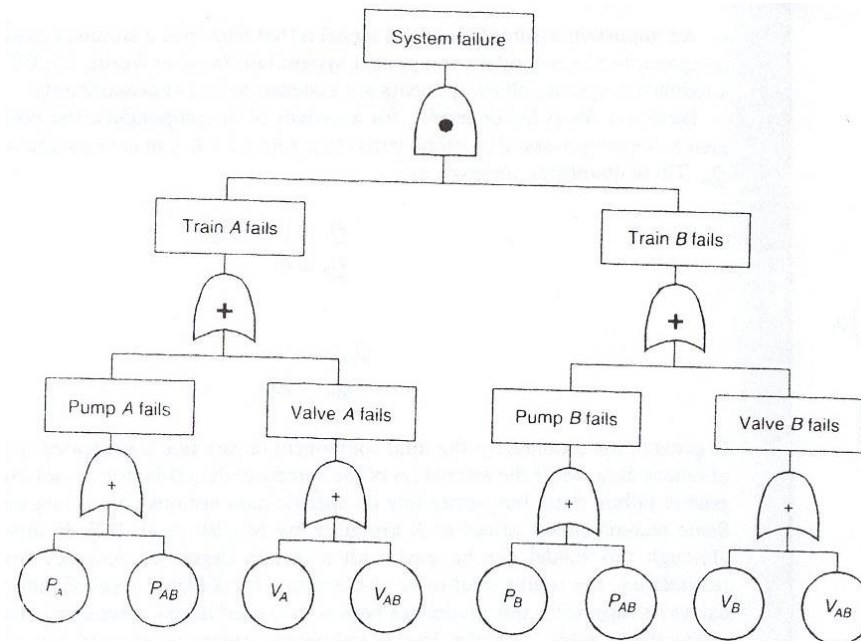 System failure
Train A fails
Train B fails
+
+
Pump A fails
Valve A fails
Pump B fails
Valve B fails
+
+
+
+
P_A
P_AB
V_A
V_AB
P_B
P_AB
V_B
V_AB